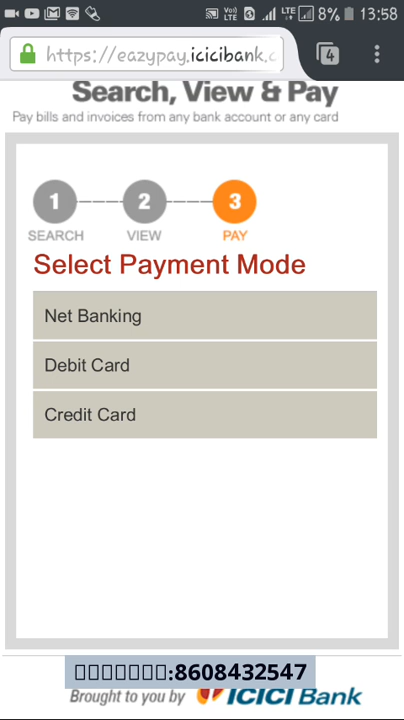 8% 13:58
https://eazypay.icicibank.c
4
Search, View & Pay
Pay bills and invoices from any bank account or any card
1 2 3
SEARCH VIEW PAY
Select Payment Mode
Net Banking
Debit Card
Credit Card
:8608432547
Brought to you by ICICI Bank